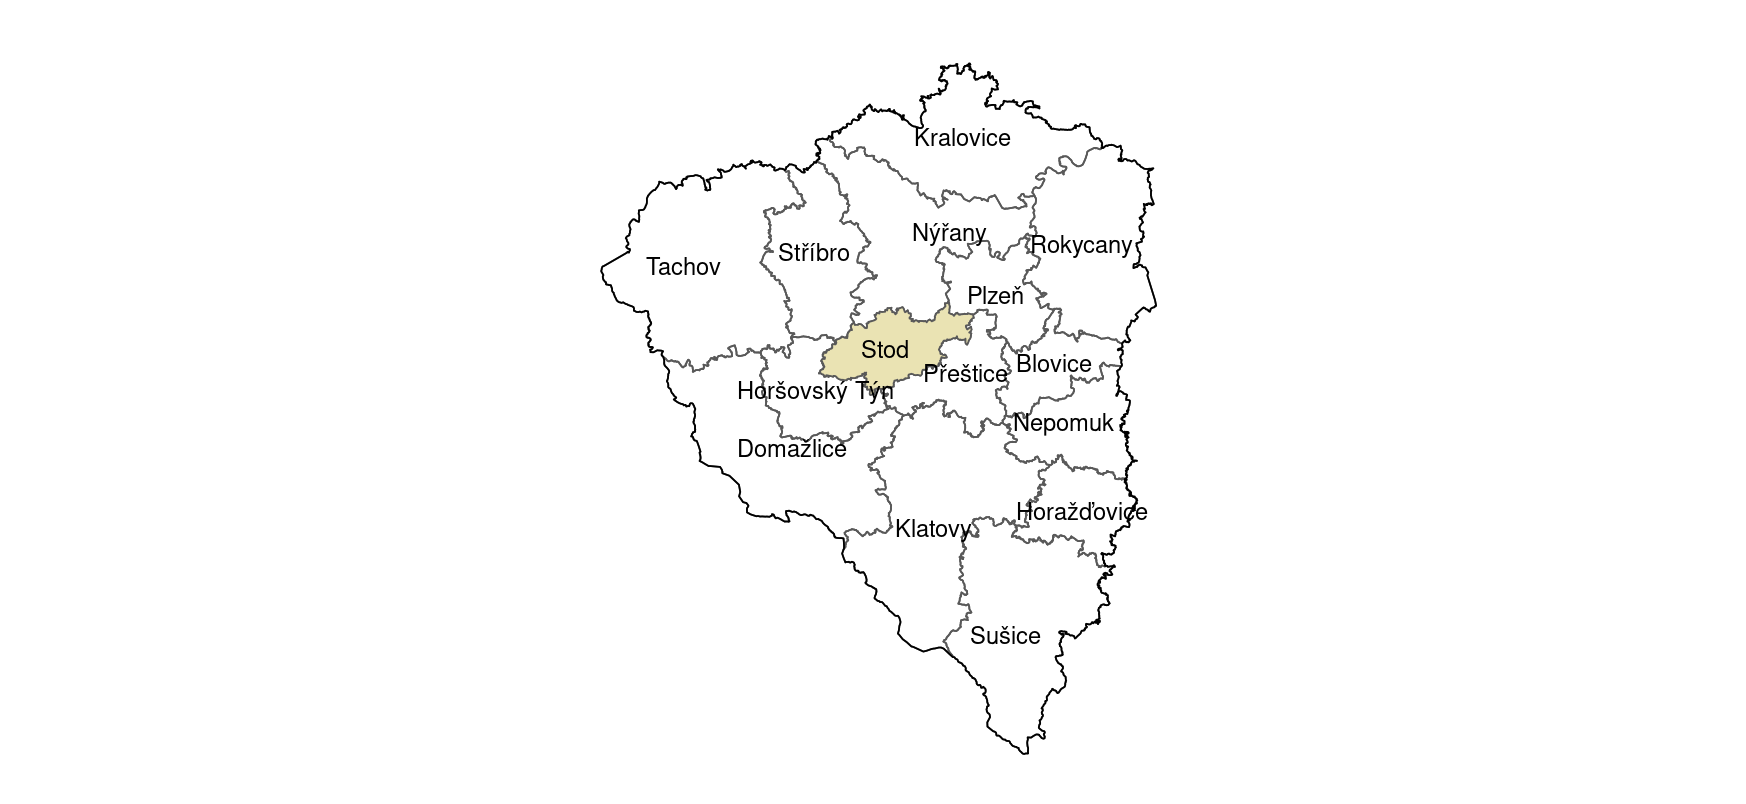 Kralovice
Nýřany
Rokycany
Stříbro
Tachov
Plzeň
Stod
Blovice
Přeštice
Horšovský Týn
Nepomuk
Domažlice
Horažďovice
Klatovy
Sušice